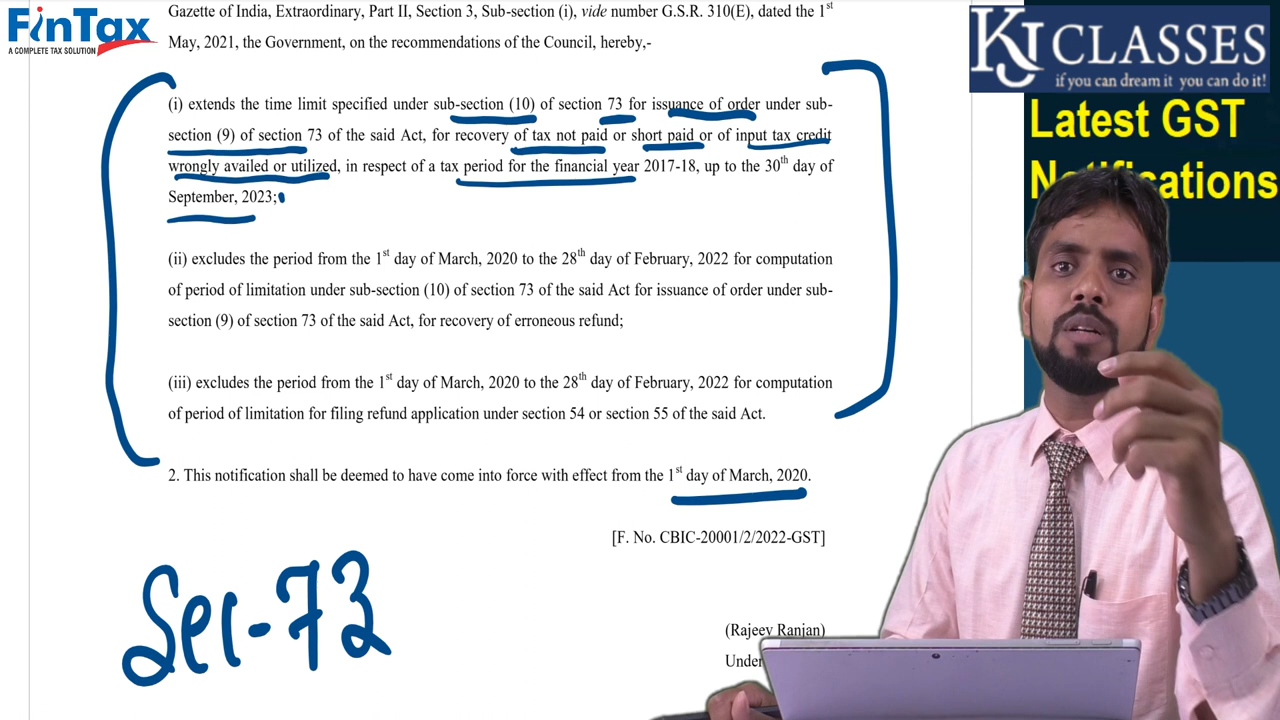 FinTax
A COMPLETE TAX SOLUTION
KJ CLASSES
if you can dream it you can do it!
Latest GST
Notifications
Gazette of India, Extraordinary, Part II, Section 3, Sub-section (i), vide number G.S.R. 310(E), dated the 1st
May, 2021, the Government, on the recommendations of the Council, hereby,-
(i) extends the time limit specified under sub-section (10) of section 73 for issuance of order under sub-
section (9) of section 73 of the said Act, for recovery of tax not paid or short paid or of input tax credit
wrongly availed or utilized, in respect of a tax period for the financial year 2017-18, up to the 30th day of
September, 2023;
(ii) excludes the period from the 1st day of March, 2020 to the 28th day of February, 2022 for computation
of period of limitation under sub-section (10) of section 73 of the said Act for issuance of order under sub-
section (9) of section 73 of the said Act, for recovery of erroneous refund;
(iii) excludes the period from the 1st day of March, 2020 to the 28th day of February, 2022 for computation
of period of limitation for filing refund application under section 54 or section 55 of the said Act.
2. This notification shall be deemed to have come into force with effect from the 1st day of March, 2020.
[F. No. CBIC-20001/2/2022-GST]
Sec-73
(Rajeev Ranjan)
Under